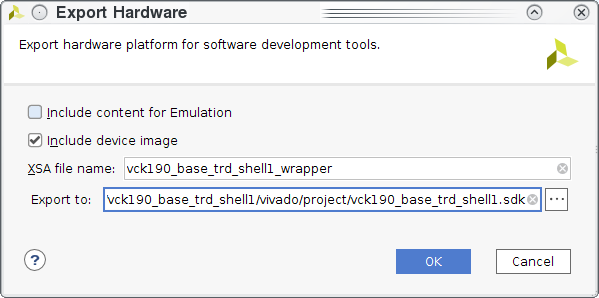 Export Hardware
Export hardware platform for software development tools.
Include content for Emulation
Include device image
XSA file name: vck190_base_trd_shell1_wrapper
Export to: /vck190_base_trd_shell1/vivado/project/vck190_base_trd_shell1.sdk ...
? OK Cancel